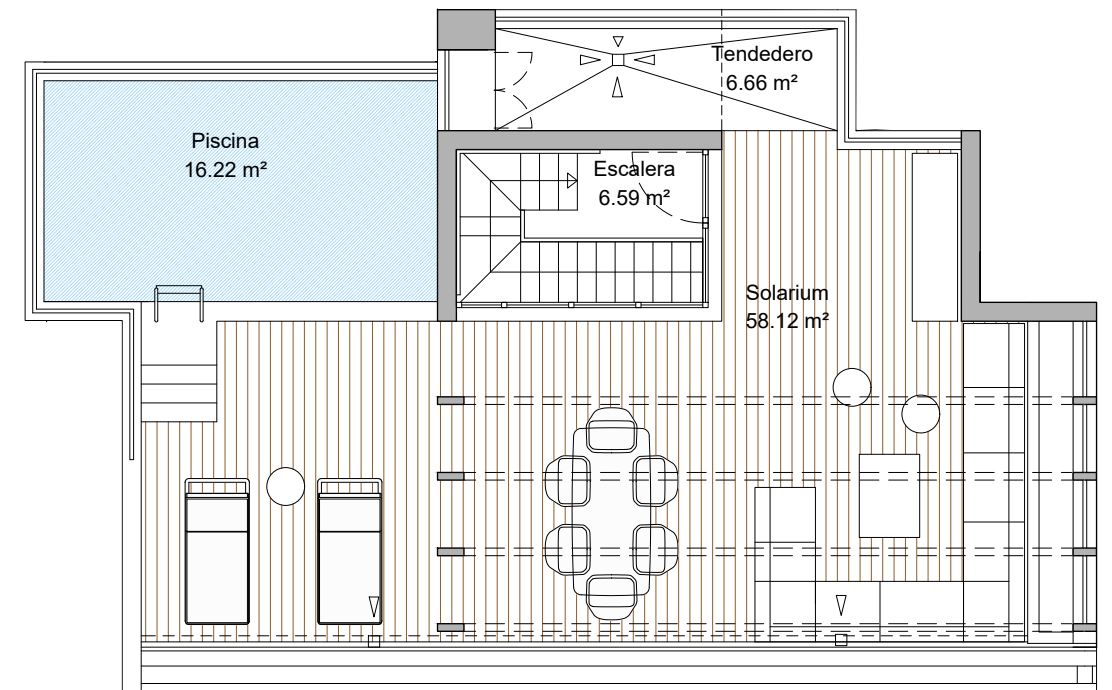 Tendedero
6.66 m²
Piscina
16.22 m²
Escalera
6.59 m²
Solarium
58.12 m²